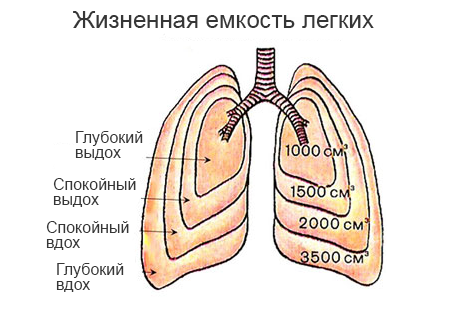 Жизненная емкость легких
Глубокий
выдох
Спокойный
выдох
Спокойный
вдох
Глубокий
вдох
1000 см³
1500 см³
2000 см³
3500 см³